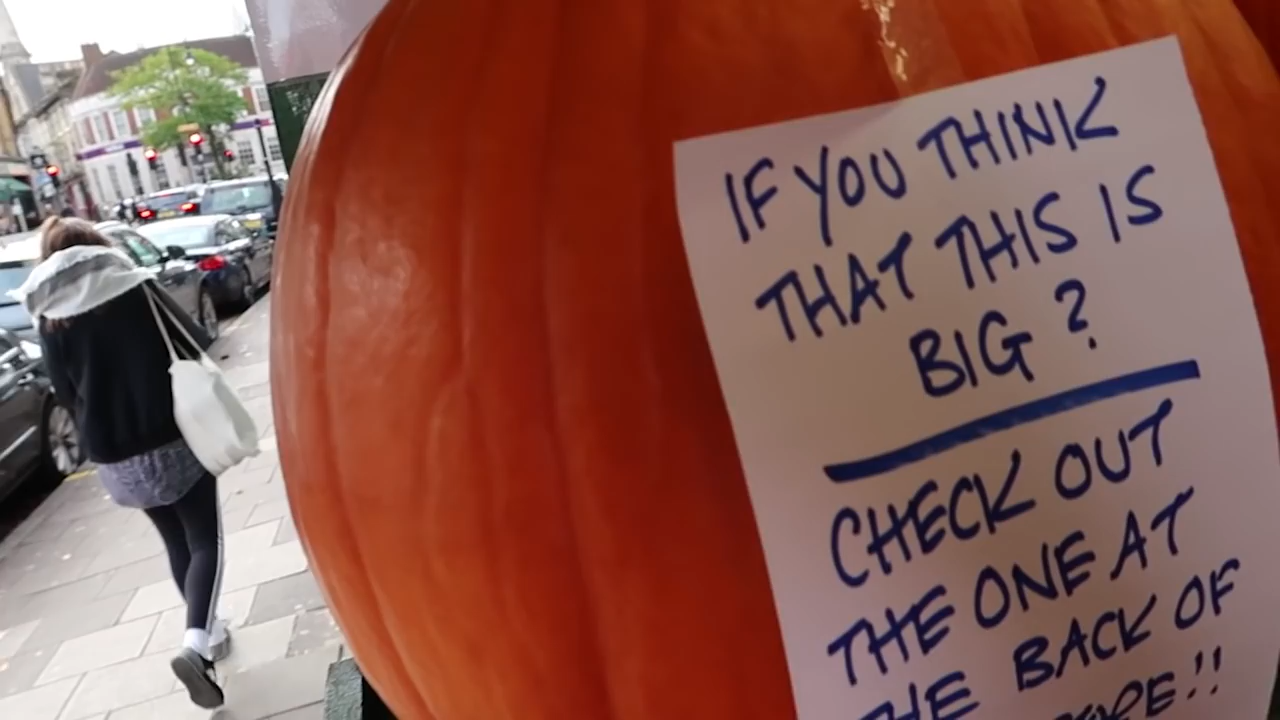 IF YOU THINK
THAT THIS IS
BIG?
CHECK OUT
THE ONE AT
THE BACK OF